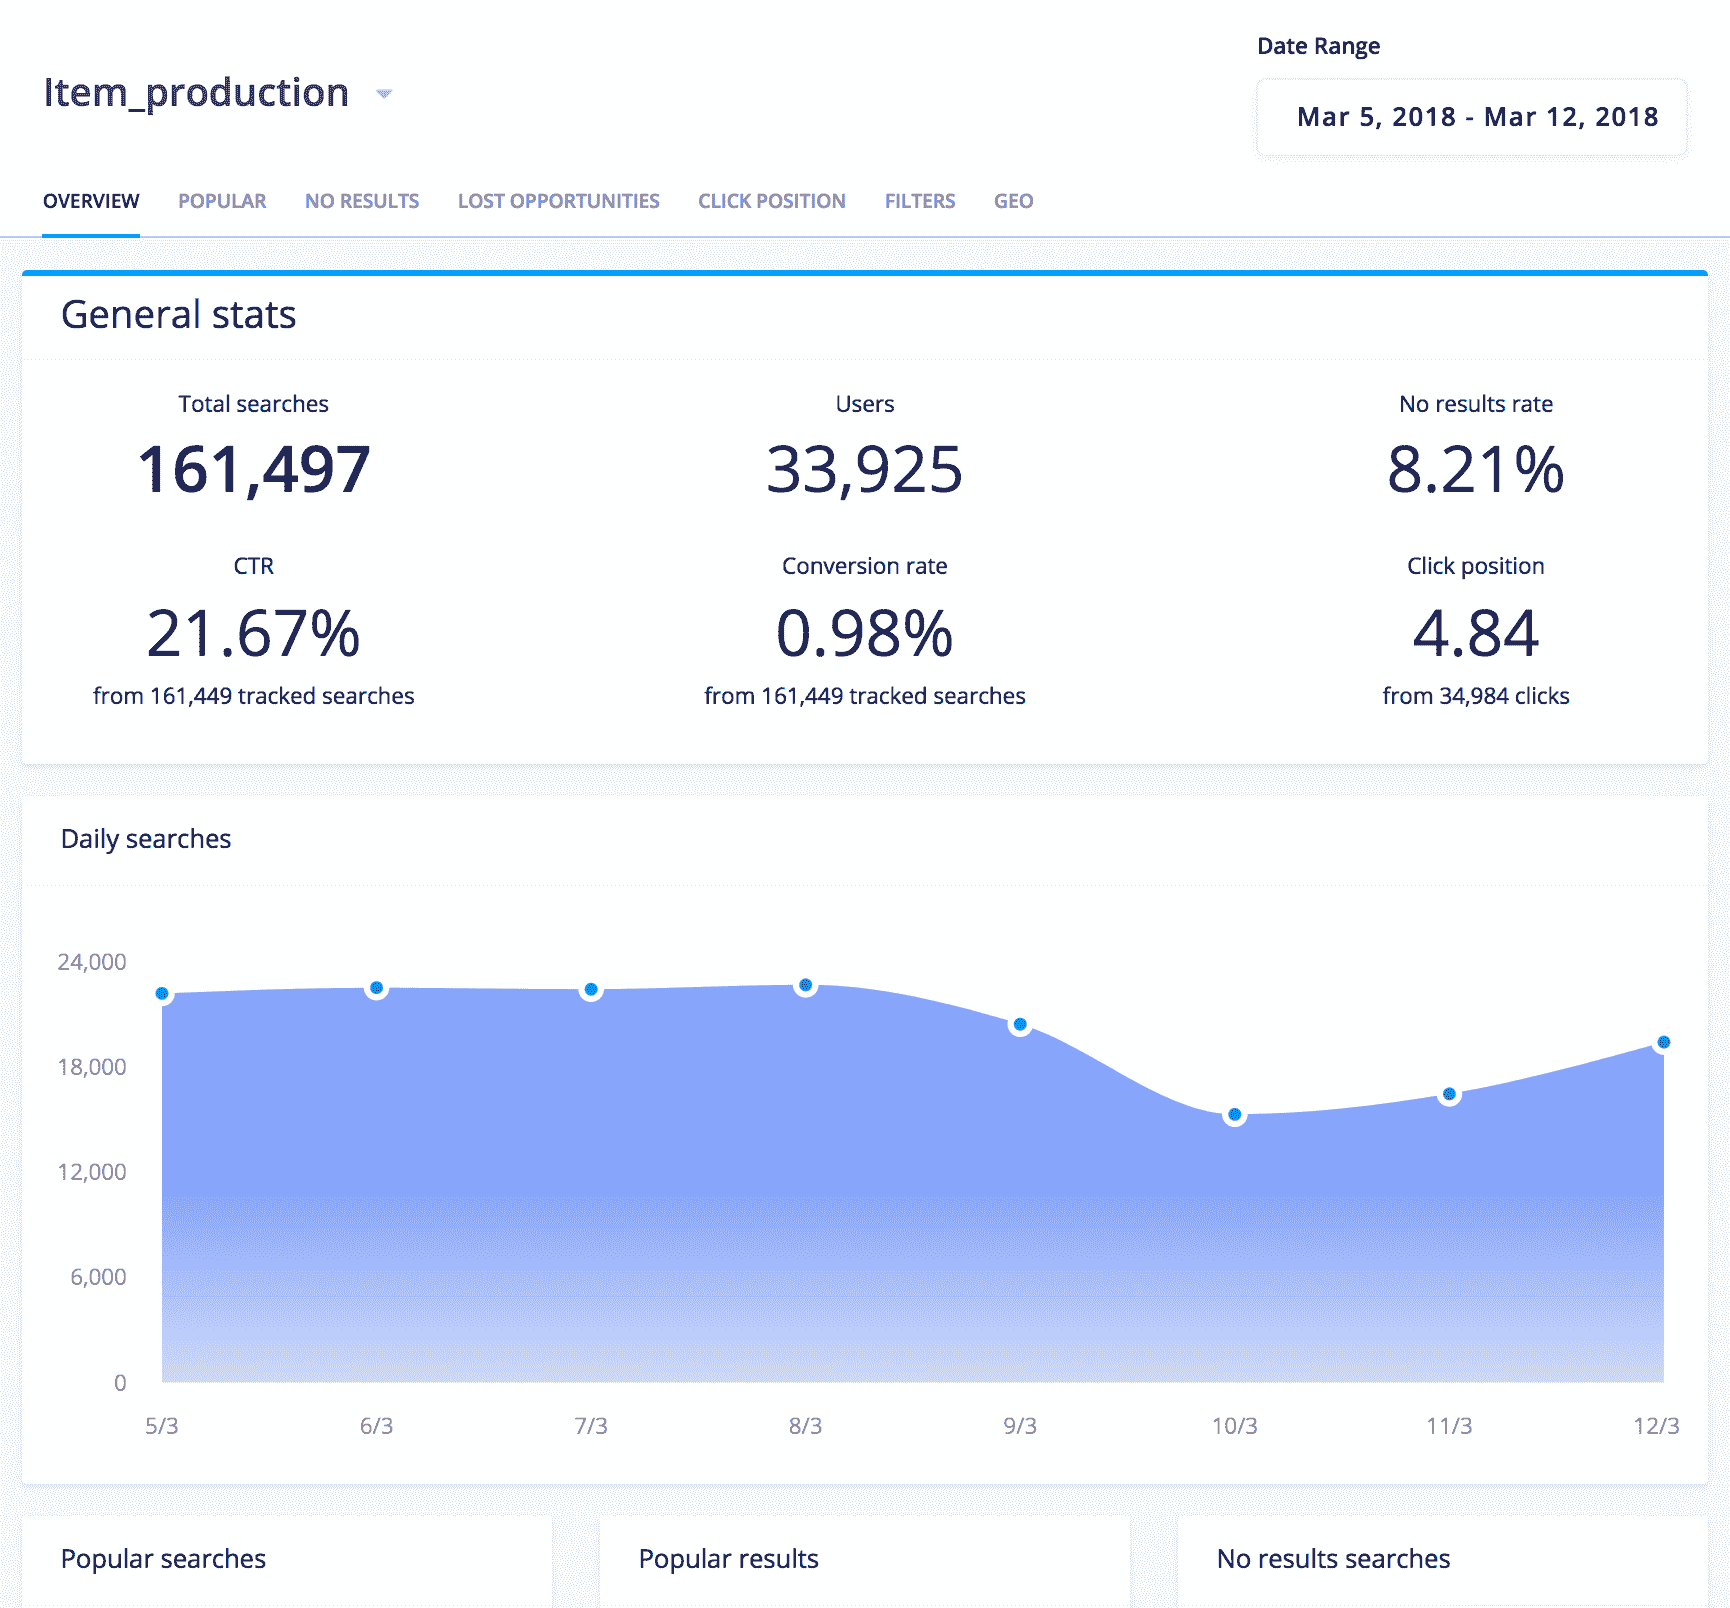 Date Range
Item_production
Mar 5, 2018 - Mar 12, 2018
OVERVIEW POPULAR NO RESULTS LOST OPPORTUNITIES CLICK POSITION FILTERS GEO
General stats
Total searches Users No results rate
161,497 33,925 8.21%
CTR Conversion rate Click position
21.67% 0.98% 4.84
from 161,449 tracked searches from 161,449 tracked searches from 34,984 clicks
Daily searches
24,000
18,000
12,000
6,000
0
5/3 6/3 7/3 8/3 9/3 10/3 11/3 12/3
Popular searches Popular results No results searches